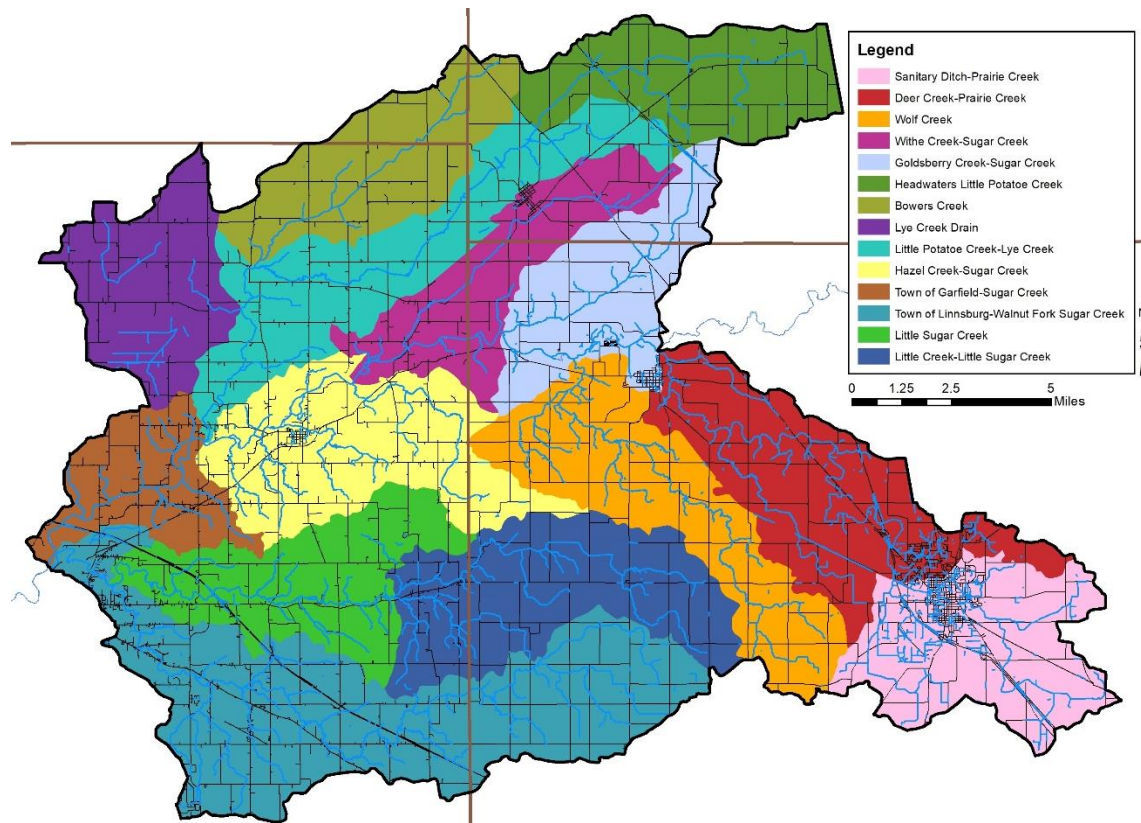 Legend
Sanitary Ditch-Prairie Creek
Deer Creek-Prairie Creek
Wolf Creek
Withe Creek-Sugar Creek
Goldsberry Creek-Sugar Creek
Headwaters Little Potatoe Creek
Bowers Creek
Lye Creek Drain
Little Potatoe Creek-Lye Creek
Hazel Creek-Sugar Creek
Town of Garfield-Sugar Creek
Town of Linnsburg-Walnut Fork Sugar Creek
Little Sugar Creek
Little Creek-Little Sugar Creek
0 1.25 2.5 5
Miles